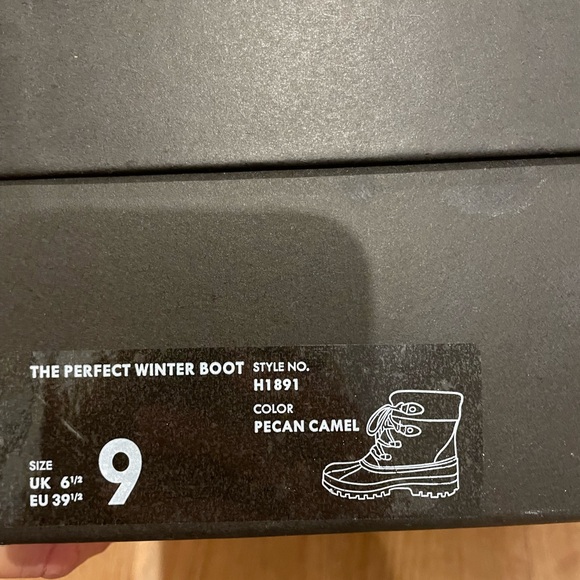 THE PERFECT WINTER BOOT
STYLE NO.
H1891
COLOR
PECAN CAMEL
SIZE
UK 6 1/2
EU 39 1/2
9